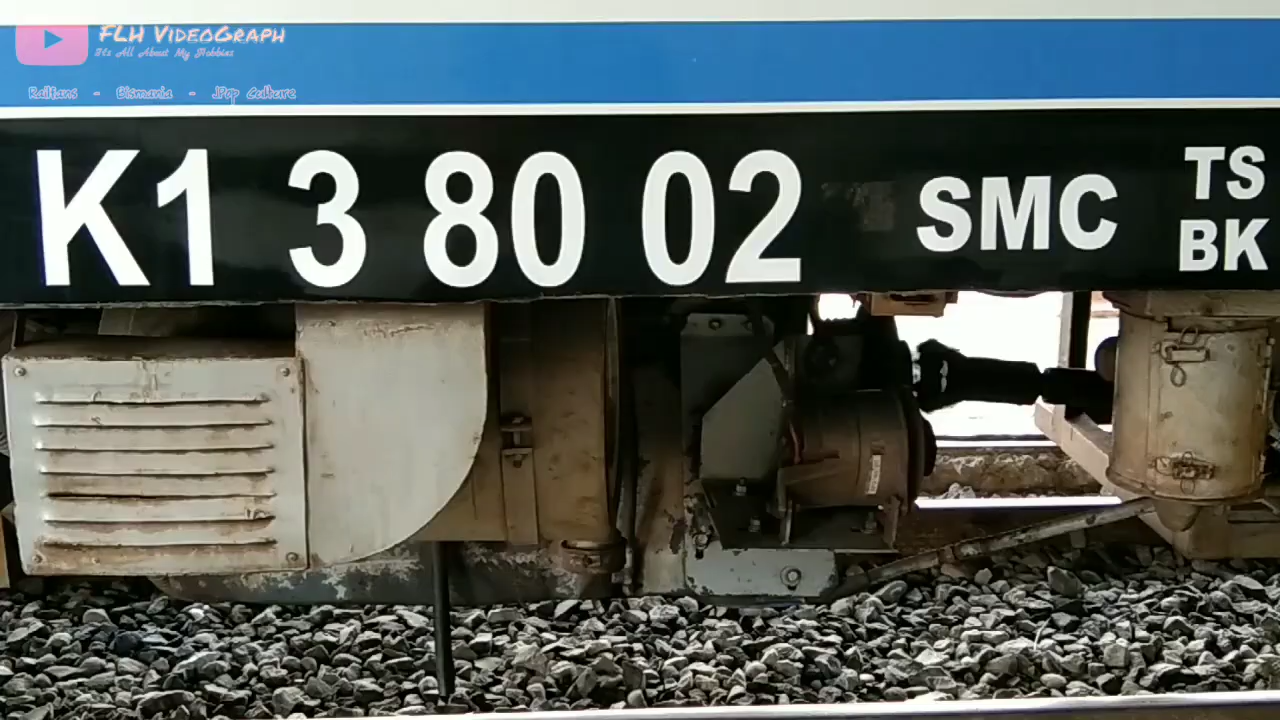 FLH VideoGraph
It's All About My Hobbies
Railfans - Bismania - JPop Culture
K1 3 80 02 SMC TS
BK